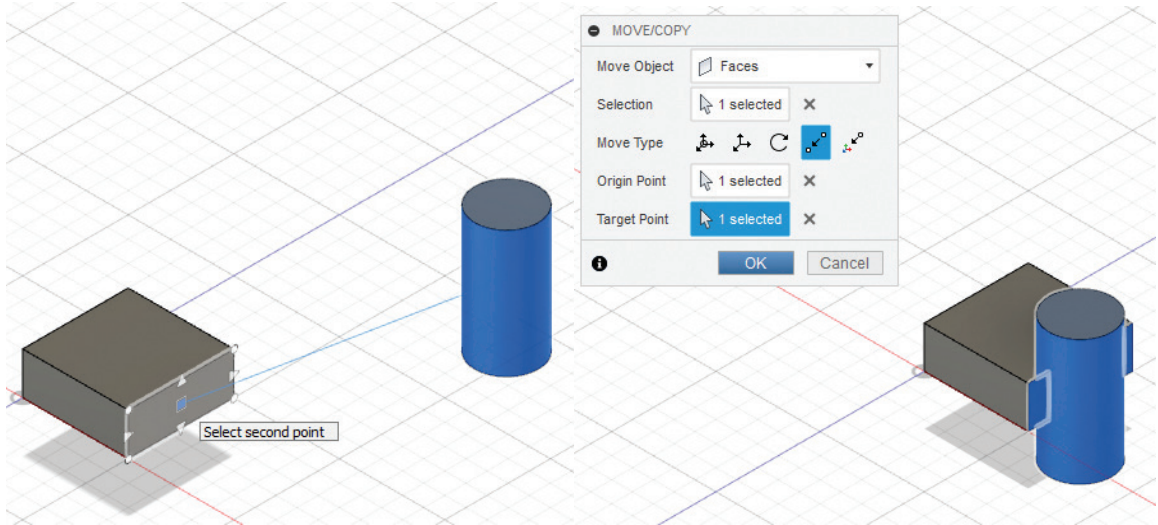 MOVE/COPY
Move Object Faces
Selection 1 selected
Move Type
Origin Point 1 selected
Target Point 1 selected
OK Cancel
Select second point